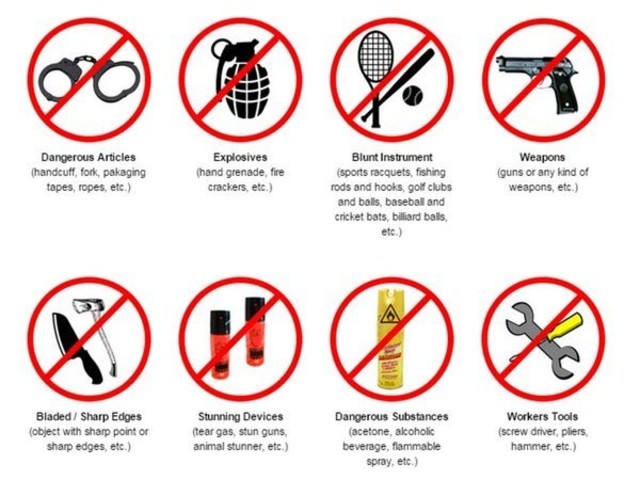 Dangerous Articles
(handcuff, fork, pakaging
tapes, ropes, etc.)
Explosives
(hand grenade, fire
crackers, etc.)
Blunt Instrument
(sports racquets, fishing
rods and hooks, golf clubs
and balls, baseball and
cricket bats, billiard balls,
etc.)
Weapons
(guns or any kind of
weapons, etc.)
Bladed / Sharp Edges
(object with sharp point or
sharp edges, etc.)
Stunning Devices
(tear gas, stun guns,
animal stunner, etc.)
Dangerous Substances
(acetone, alcoholic
beverage, flammable
spray, etc.)
Workers Tools
(screw driver, pliers,
hammer, etc.)